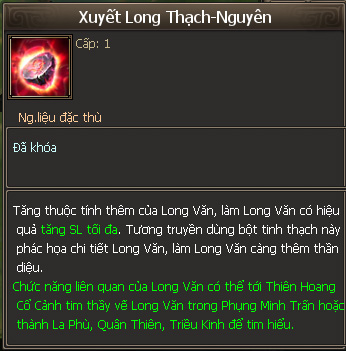 Xuyết Long Thạch-Nguyên
Cấp: 1
Ng.liệu đặc thù
Đã khóa
Tăng thuộc tính thêm của Long Văn, làm Long Văn có hiệu
quả tăng SL tối đa. Tương truyền dùng bột tinh thạch này
phác họa chi tiết Long Văn, làm Long Văn càng thêm thần
diệu.
Chức năng liên quan của Long Văn có thể tới Thiên Hoang
Cổ Cảnh tìm thầy vẽ Long Văn trong Phụng Minh Trấn hoặc
thành La Phù, Quân Thiên, Triều Kinh để tìm hiểu.